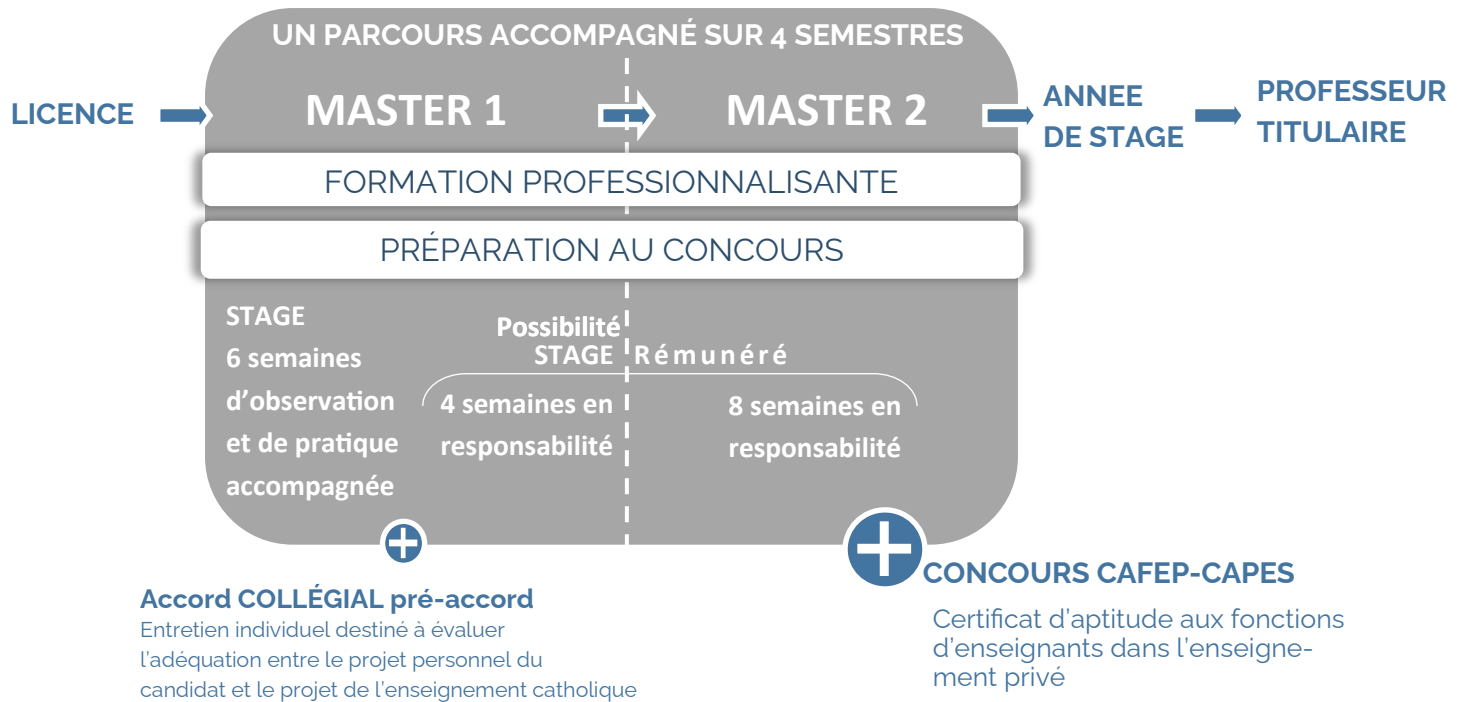 UN PARCOURS ACCOMPAGNÉ SUR 4 SEMESTRES
LICENCE
MASTER 1
MASTER 2
ANNEE
DE STAGE
PROFESSEUR
TITULAIRE
FORMATION PROFESSIONNALISANTE
PRÉPARATION AU CONCOURS
STAGE
6 semaines
d’observation
et de pratique
accompagnée
Possibilité
STAGE Rémunéré
4 semaines en
responsabilité
8 semaines en
responsabilité
Accord COLLÉGIAL pré-accord
Entretien individuel destiné à évaluer
l’adéquation entre le projet personnel du
candidat et le projet de l’enseignement catholique
CONCOURS CAFEP-CAPES
Certificat d’aptitude aux fonctions
d’enseignants dans l’enseigne-
ment privé